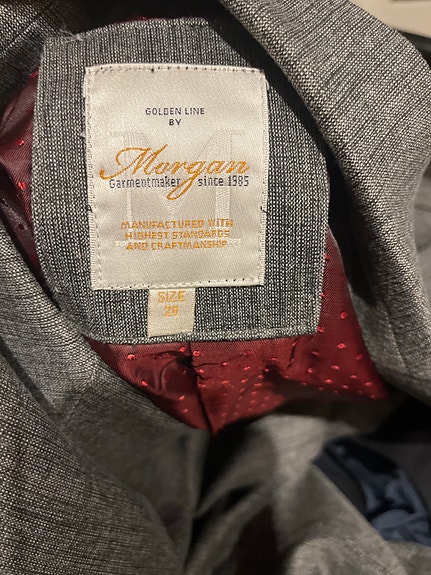 GOLDEN LINE
BY
Morgan
Garmentmaker since 1985
MANUFACTURED WITH
HIGHEST STANDARDS
AND CRAFTMANSHIP
SIZE
26